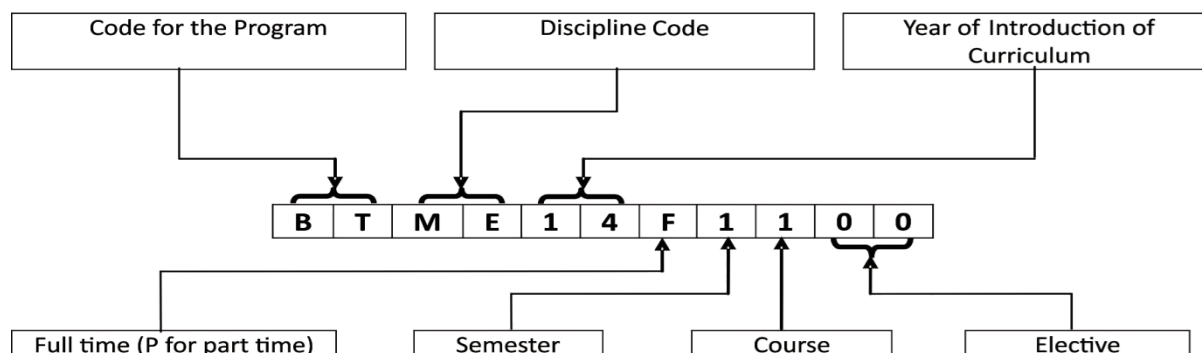 Code for the Program
Discipline Code
Year of Introduction of
Curriculum
B T M E 1 4 F 1 1 0 0
Full time (P for part time)
Semester
Course
Elective